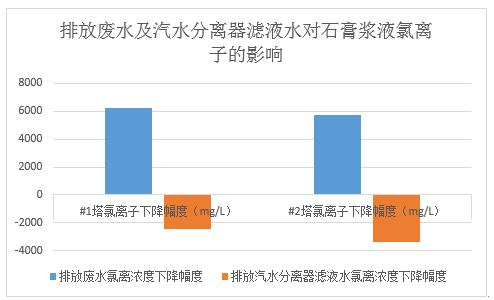 排放废水及汽水分离器滤液水对石膏浆液氯离
子的影响
8000
6000
4000
2000
0
-2000
-4000
#1塔氯离子下降幅度（mg/L）
#2塔氯离子下降幅度（mg/L）
排放废水氯离浓度下降幅度
排放汽水分离器滤液水氯离浓度下降幅度